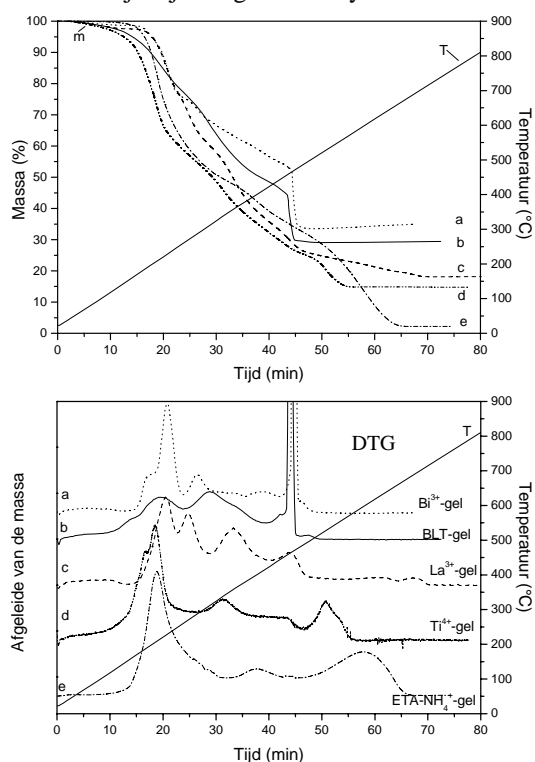 m
T
a
b
c
d
e
100
90
80
70
60
50
40
30
20
10
0
900
800
700
600
500
400
300
200
100
0
0 10 20 30 40 50 60 70 80
Massa (%)
Temperatuur (°C)
Tijd (min)
DTG
T
a
b
c
d
e
Bi³⁺-gel
BLT-gel
La³⁺-gel
Ti⁴⁺-gel
ETA-NH₄⁺-gel
900
800
700
600
500
400
300
200
100
0
0 10 20 30 40 50 60 70 80
Afgeleide van de massa
Temperatuur (°C)
Tijd (min)